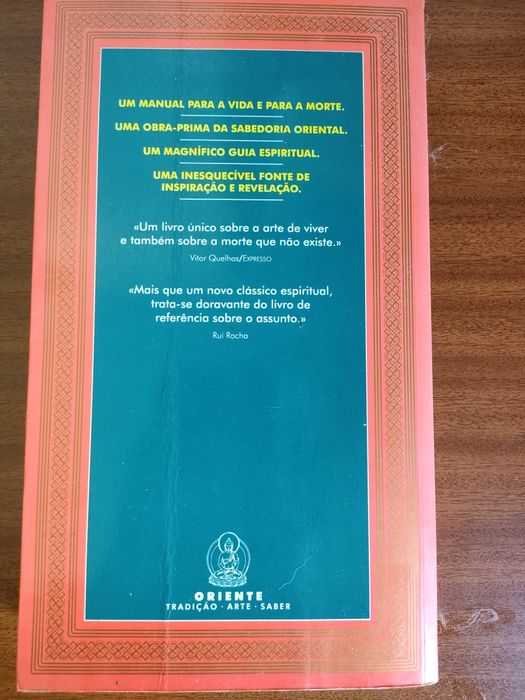 UM MANUAL PARA A VIDA E PARA A MORTE.
UMA OBRA-PRIMA DA SABEDORIA ORIENTAL.
UM MAGNÍFICO GUIA ESPIRITUAL.
UMA INESQUECÍVEL FONTE DE
INSPIRAÇÃO E REVELAÇÃO.
«Um livro único sobre a arte de viver
e também sobre a morte que não existe.»
Vitor Quelhas/EXPRESSO
«Mais que um novo clássico espiritual,
trata-se doravante do livro de
referência sobre o assunto.»
Rui Rocha
ORIENTE
TRADIÇÃO · ARTE · SABER